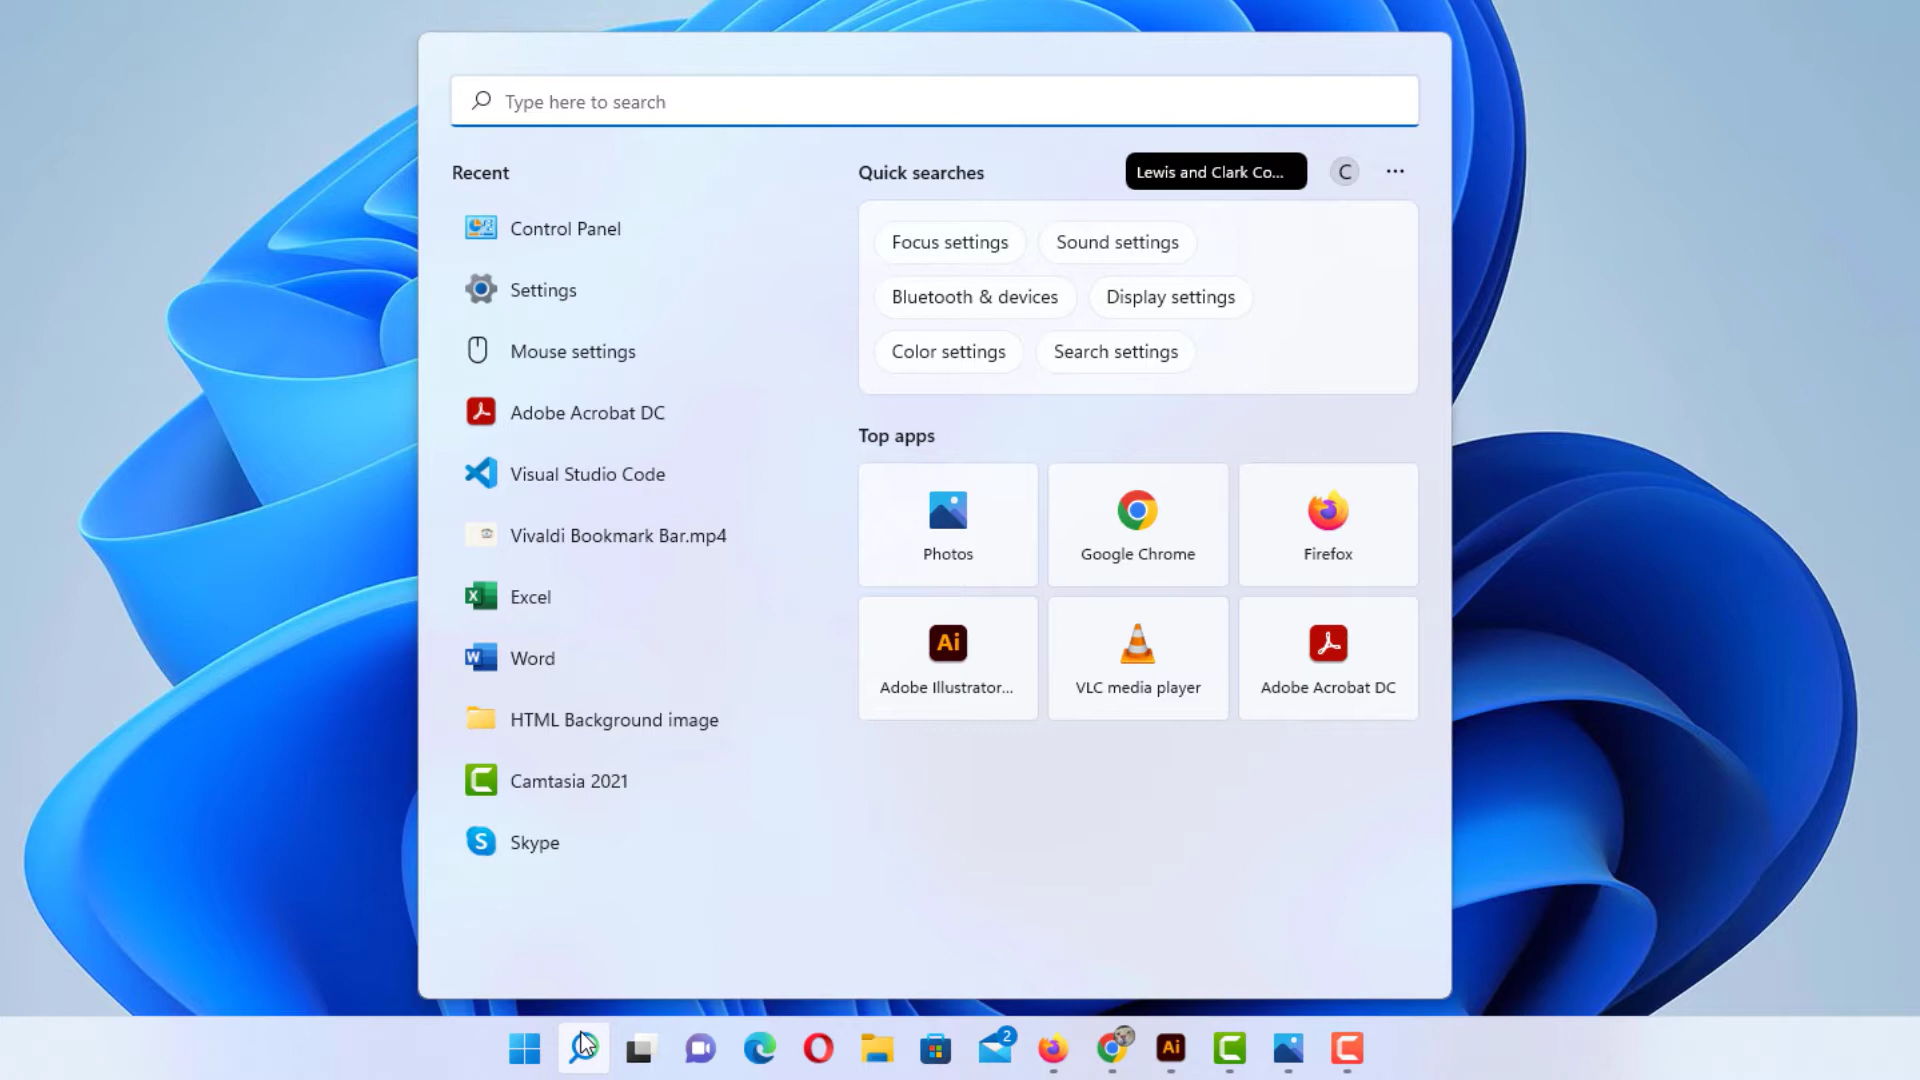 Type here to search
Recent
Quick searches
Lewis and Clark Co...
C
Control Panel
Settings
Mouse settings
Adobe Acrobat DC
Visual Studio Code
Vivaldi Bookmark Bar.mp4
Excel
Word
HTML Background image
Camtasia 2021
Skype
Focus settings
Sound settings
Bluetooth & devices
Display settings
Color settings
Search settings
Top apps
Photos
Google Chrome
Firefox
Ai
Adobe Illustrator...
VLC media player
Adobe Acrobat DC
2
Ai